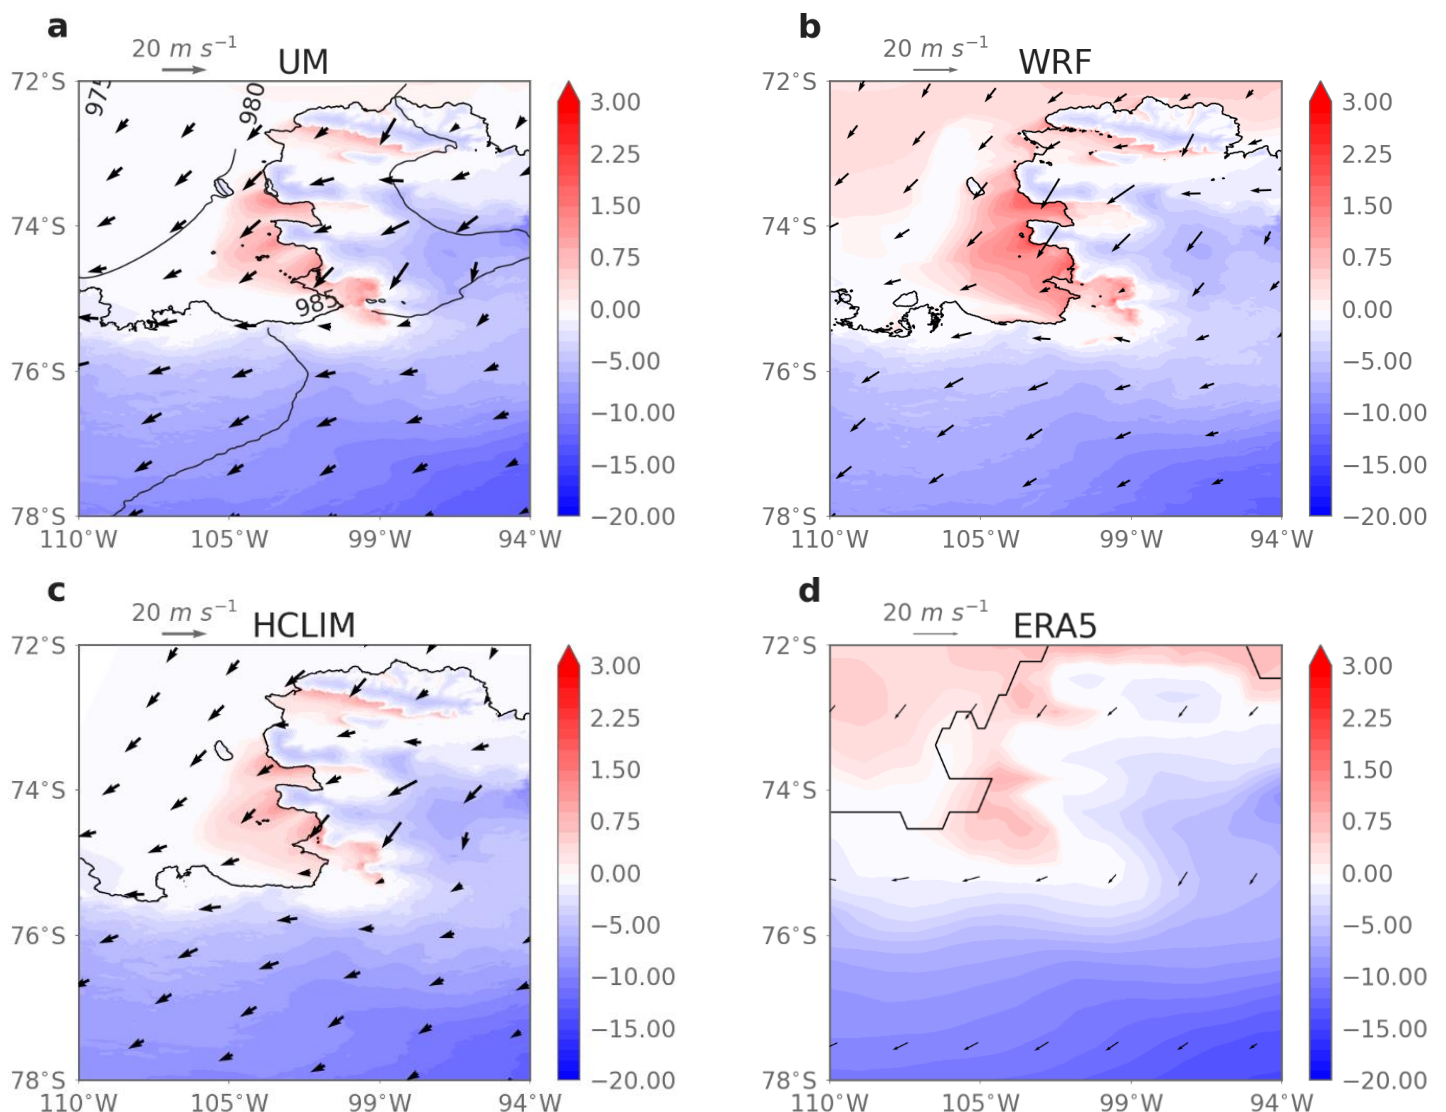 a
20 m s−1
UM
72°S
74°S
76°S
78°S
110°W
105°W
99°W
94°W
975
980
985
3.00
2.25
1.50
0.75
0.00
−5.00
−10.00
−15.00
−20.00
b
20 m s−1
WRF
72°S
74°S
76°S
78°S
110°W
105°W
99°W
94°W
3.00
2.25
1.50
0.75
0.00
−5.00
−10.00
−15.00
−20.00
c
20 m s−1
HCLIM
72°S
74°S
76°S
78°S
110°W
105°W
99°W
94°W
3.00
2.25
1.50
0.75
0.00
−5.00
−10.00
−15.00
−20.00
d
20 m s−1
ERA5
72°S
74°S
76°S
78°S
110°W
105°W
99°W
94°W
3.00
2.25
1.50
0.75
0.00
−5.00
−10.00
−15.00
−20.00